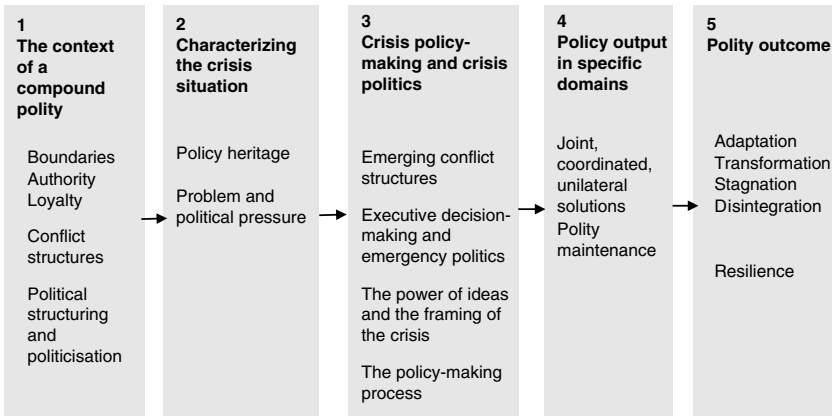 1
The context
of a
compound
polity
Boundaries
Authority
Loyalty
Conflict
structures
Political
structuring
and
politicisation
2
Characterizing
the crisis
situation
Policy heritage
Problem and
political pressure
3
Crisis policy-
making and crisis
politics
Emerging conflict
structures
Executive decision-
making and
emergency politics
The power of ideas
and the framing of
the crisis
The policy-making
process
4
Policy output
in specific
domains
Joint,
coordinated,
unilateral
solutions
Polity
maintenance
5
Polity outcome
Adaptation
Transformation
Stagnation
Disintegration
Resilience